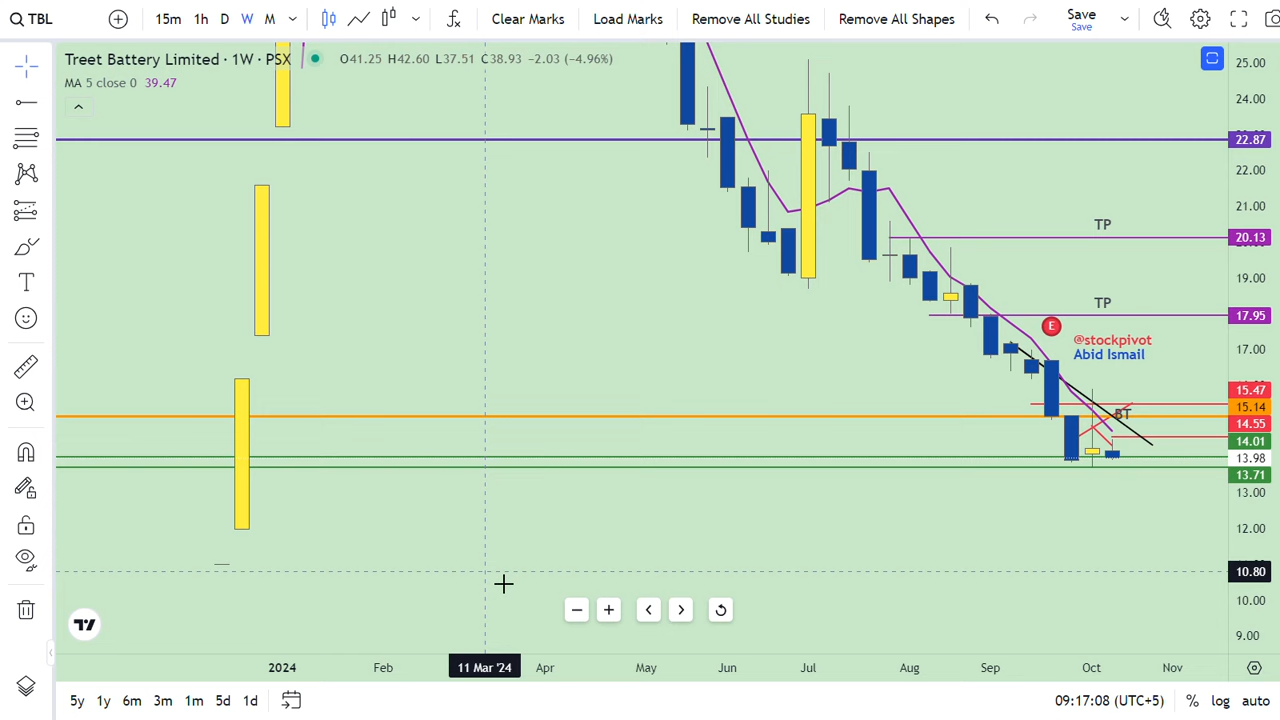 TBL 15m 1h D W M Clear Marks Load Marks Remove All Studies Remove All Shapes Save
Save
Treet Battery Limited · 1W · PSX O41.25 H42.60 L37.51 C38.93 −2.03 (−4.96%)
MA 5 close 0 39.47
25.00
24.00
22.87
22.00
21.00
TP
20.13
19.00
TP
17.95
E
@stockpivot
Abid Ismail
17.00
15.47
15.14
BT
14.55
14.01
13.98
13.71
13.00
12.00
10.80
10.00
9.00
2024 Feb 11 Mar '24 Apr May Jun Jul Aug Sep Oct Nov
5y 1y 6m 3m 1m 5d 1d 09:17:08 (UTC+5) % log auto